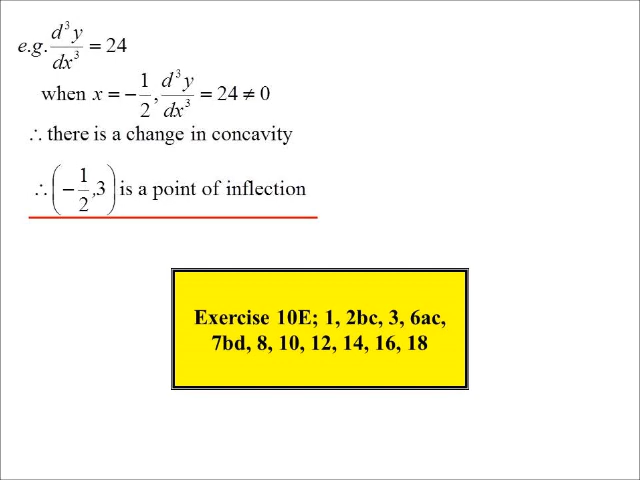 e.g. d³y/dx³ = 24
when x = −1/2, d³y/dx³ = 24 ≠ 0
∴ there is a change in concavity
∴ (−1/2, 3) is a point of inflection
Exercise 10E; 1, 2bc, 3, 6ac,
7bd, 8, 10, 12, 14, 16, 18